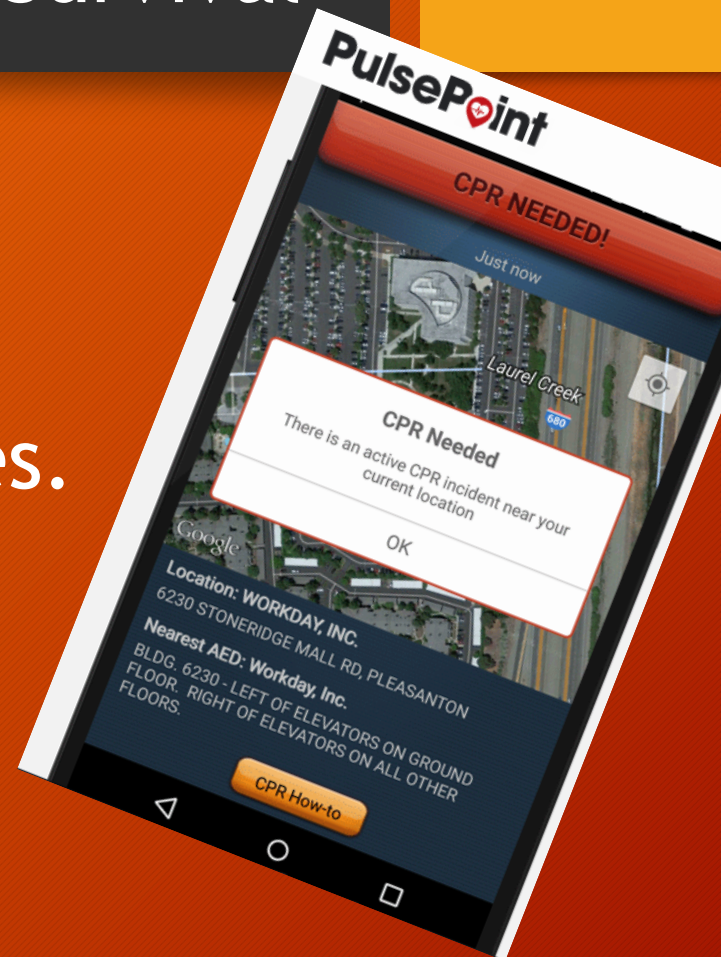 es.
PulsePoint
CPR NEEDED!
Just now
Laurel Creek
680
CPR Needed
There is an active CPR incident near your
current location
OK
Google
Location: WORKDAY, INC.
6230 STONERIDGE MALL RD, PLEASANTON
Nearest AED: Workday, Inc.
BLDG. 6230 - LEFT OF ELEVATORS ON GROUND
FLOOR. RIGHT OF ELEVATORS ON ALL OTHER
FLOORS.
CPR How-to